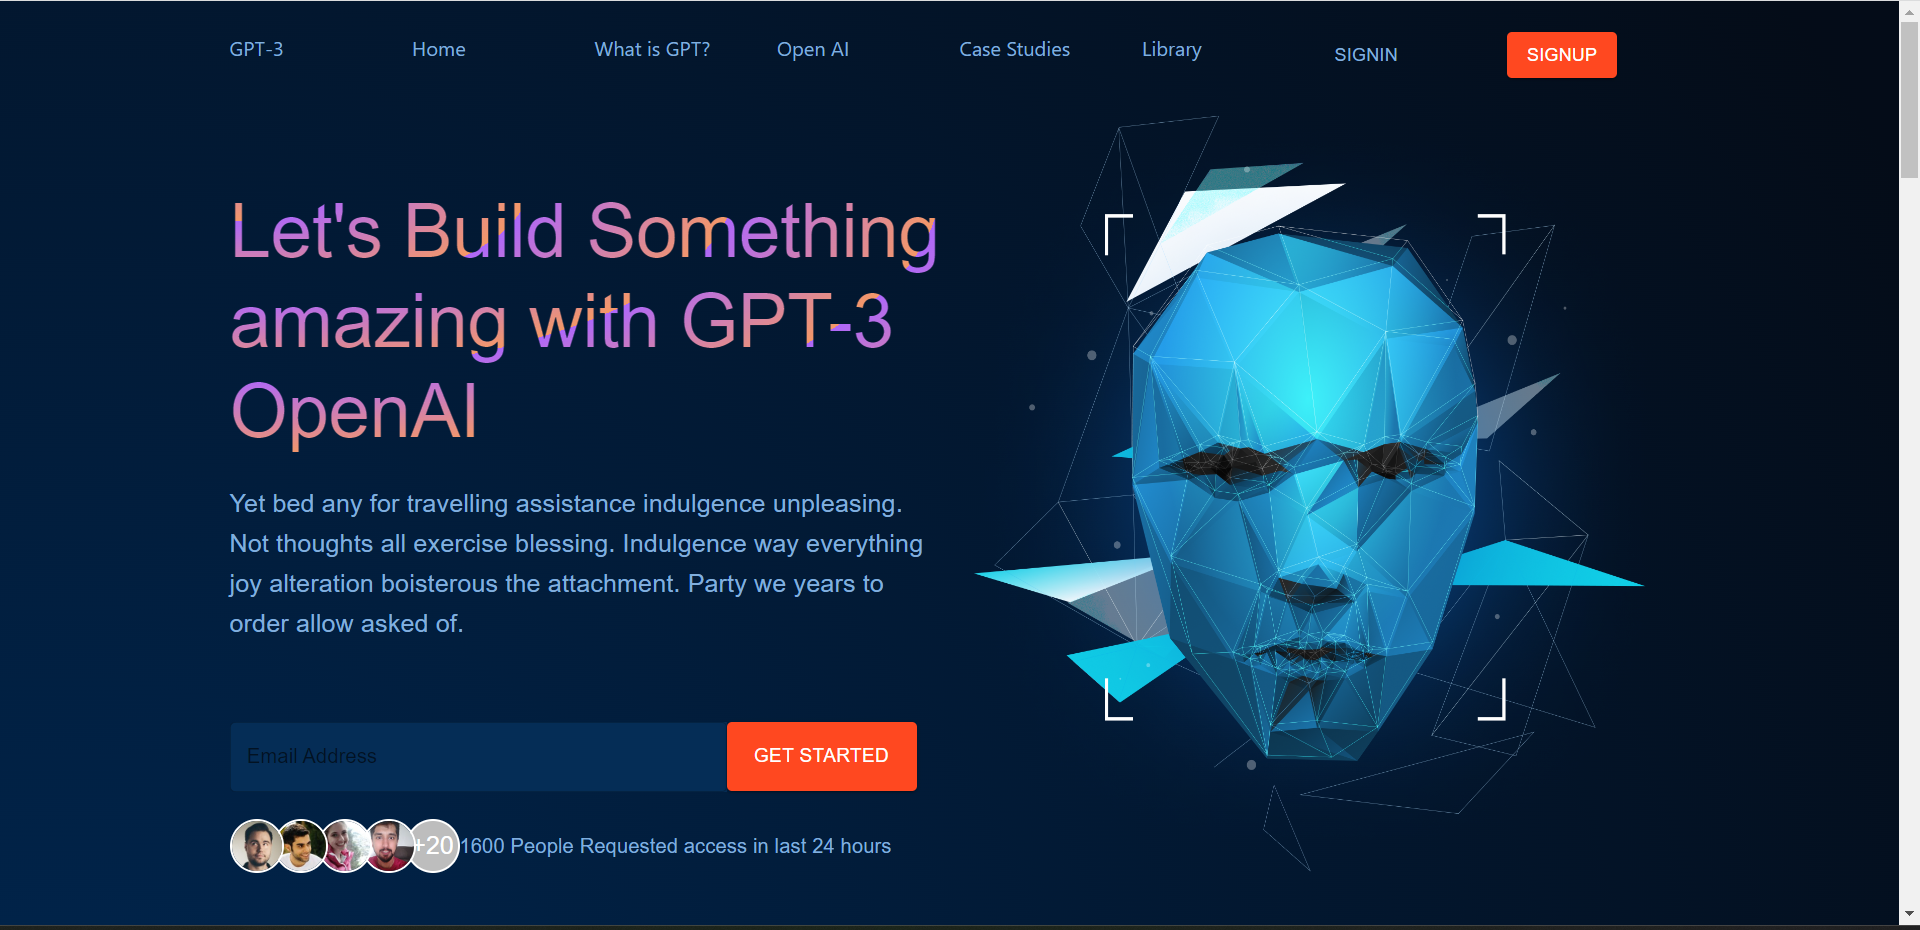 GPT-3 Home What is GPT? Open AI Case Studies Library SIGNIN SIGNUP
Let's Build Something
amazing with GPT-3
OpenAI
Yet bed any for travelling assistance indulgence unpleasing.
Not thoughts all exercise blessing. Indulgence way everything
joy alteration boisterous the attachment. Party we years to
order allow asked of.
Email Address GET STARTED
+20 1600 People Requested access in last 24 hours